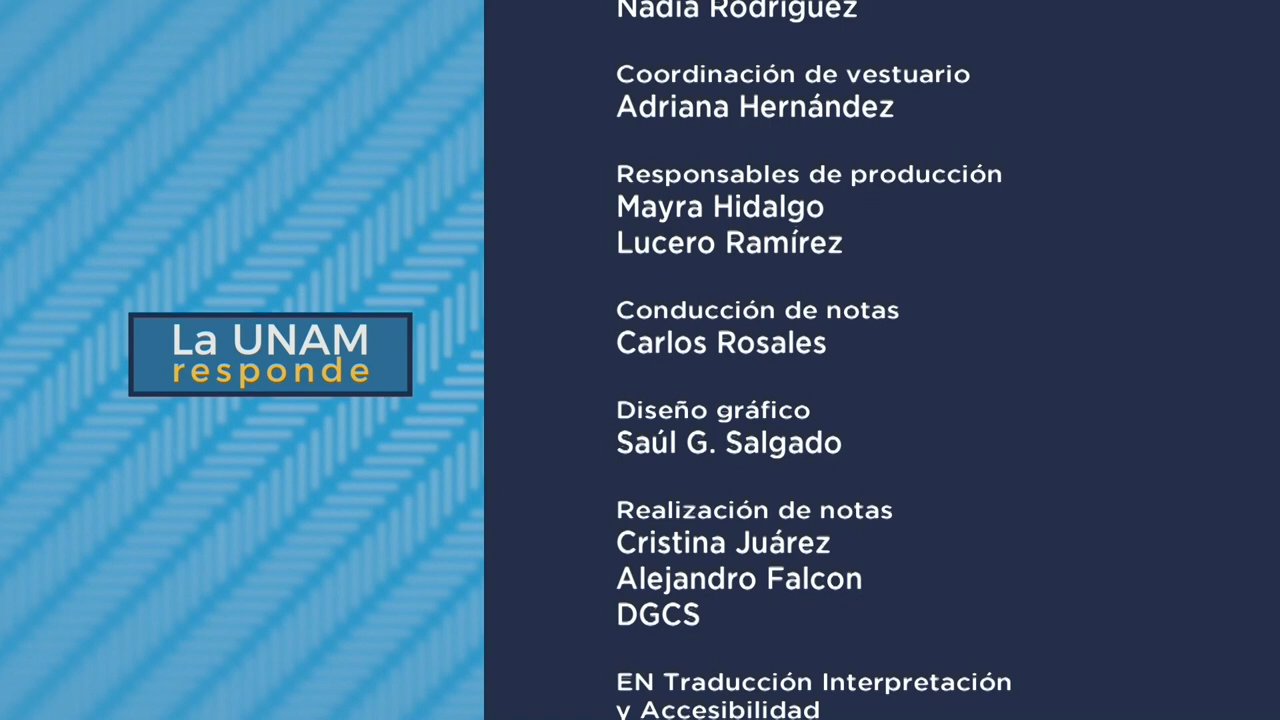 La UNAM
responde
Nadia Rodríguez
Coordinación de vestuario
Adriana Hernández
Responsables de producción
Mayra Hidalgo
Lucero Ramírez
Conducción de notas
Carlos Rosales
Diseño gráfico
Saúl G. Salgado
Realización de notas
Cristina Juárez
Alejandro Falcon
DGCS
EN Traducción Interpretación
y Accesibilidad